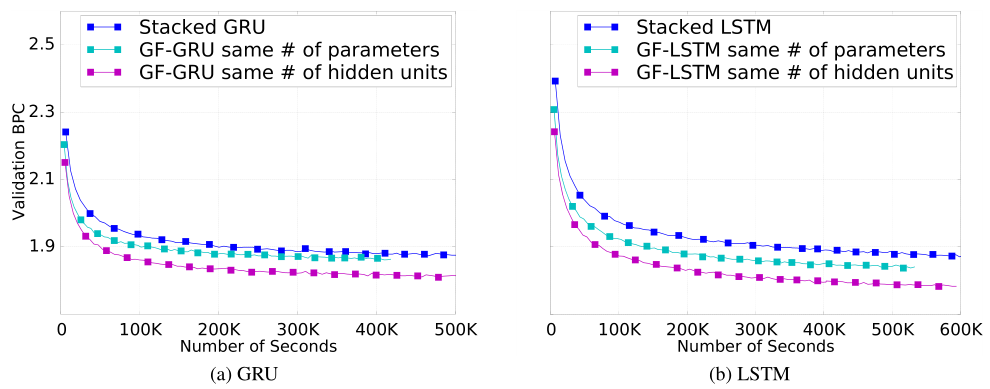 Stacked GRU
GF-GRU same # of parameters
GF-GRU same # of hidden units
Validation BPC
2.5
2.3
2.1
1.9
0 100K 200K 300K 400K 500K
Number of Seconds
(a) GRU
Stacked LSTM
GF-LSTM same # of parameters
GF-LSTM same # of hidden units
0 100K 200K 300K 400K 500K 600K
Number of Seconds
(b) LSTM